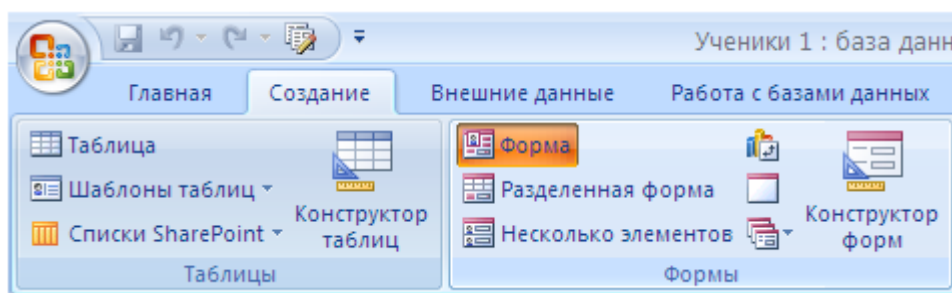 Ученики 1 : база данн
Главная Создание Внешние данные Работа с базами данных
Таблица
Шаблоны таблиц
Списки SharePoint
Конструктор
таблиц
Таблицы
Форма
Разделенная форма
Несколько элементов
Конструктор
форм
Формы